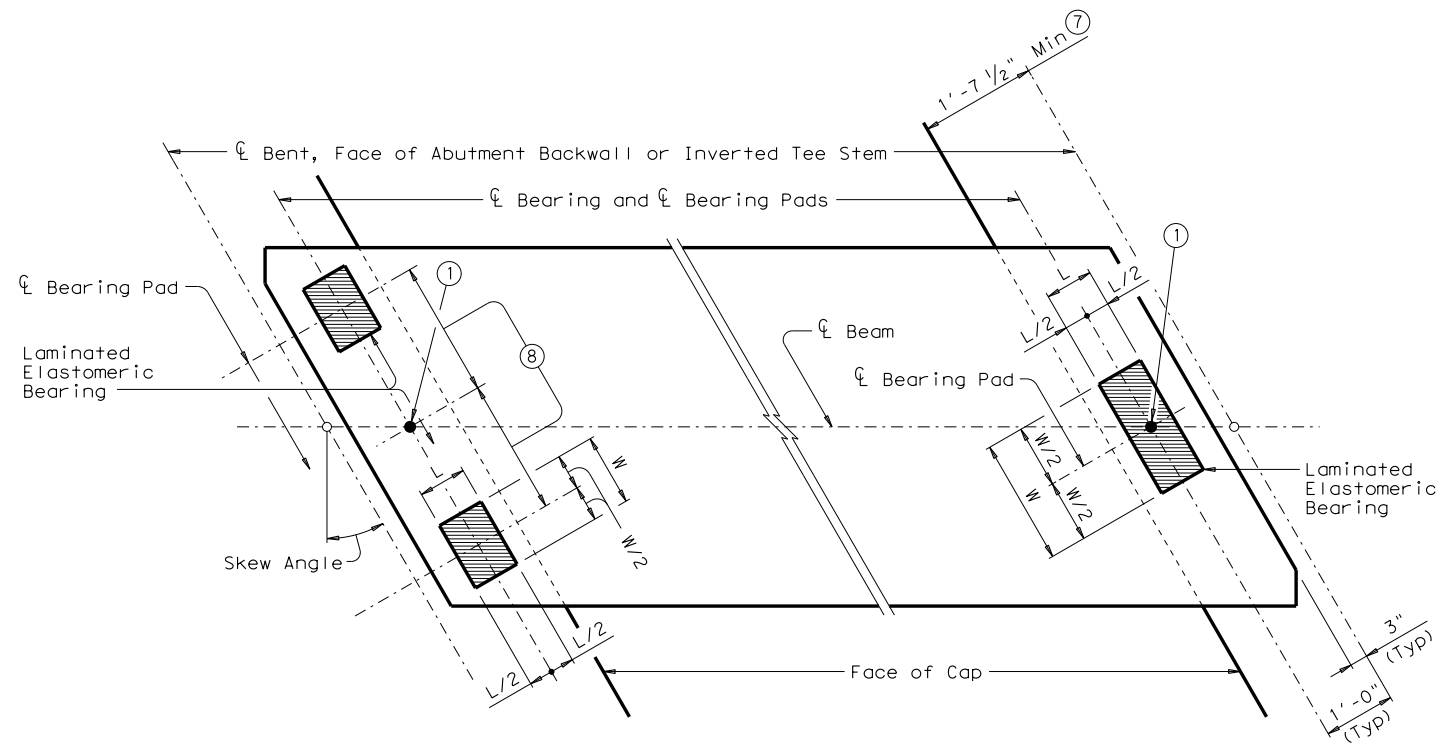 1'-7 1/2" Min 7
℄ Bent, Face of Abutment Backwall or Inverted Tee Stem
℄ Bearing and ℄ Bearing Pads
1
1
℄ Bearing Pad
L
L/2
L/2
℄ Beam
8
Laminated
Elastomeric
Bearing
℄ Bearing Pad
W/2
W
W/2
W
L
Laminated
Elastomeric
Bearing
W/2
Skew Angle
L/2
L/2
3"
(Typ)
Face of Cap
1'-0"
(Typ)